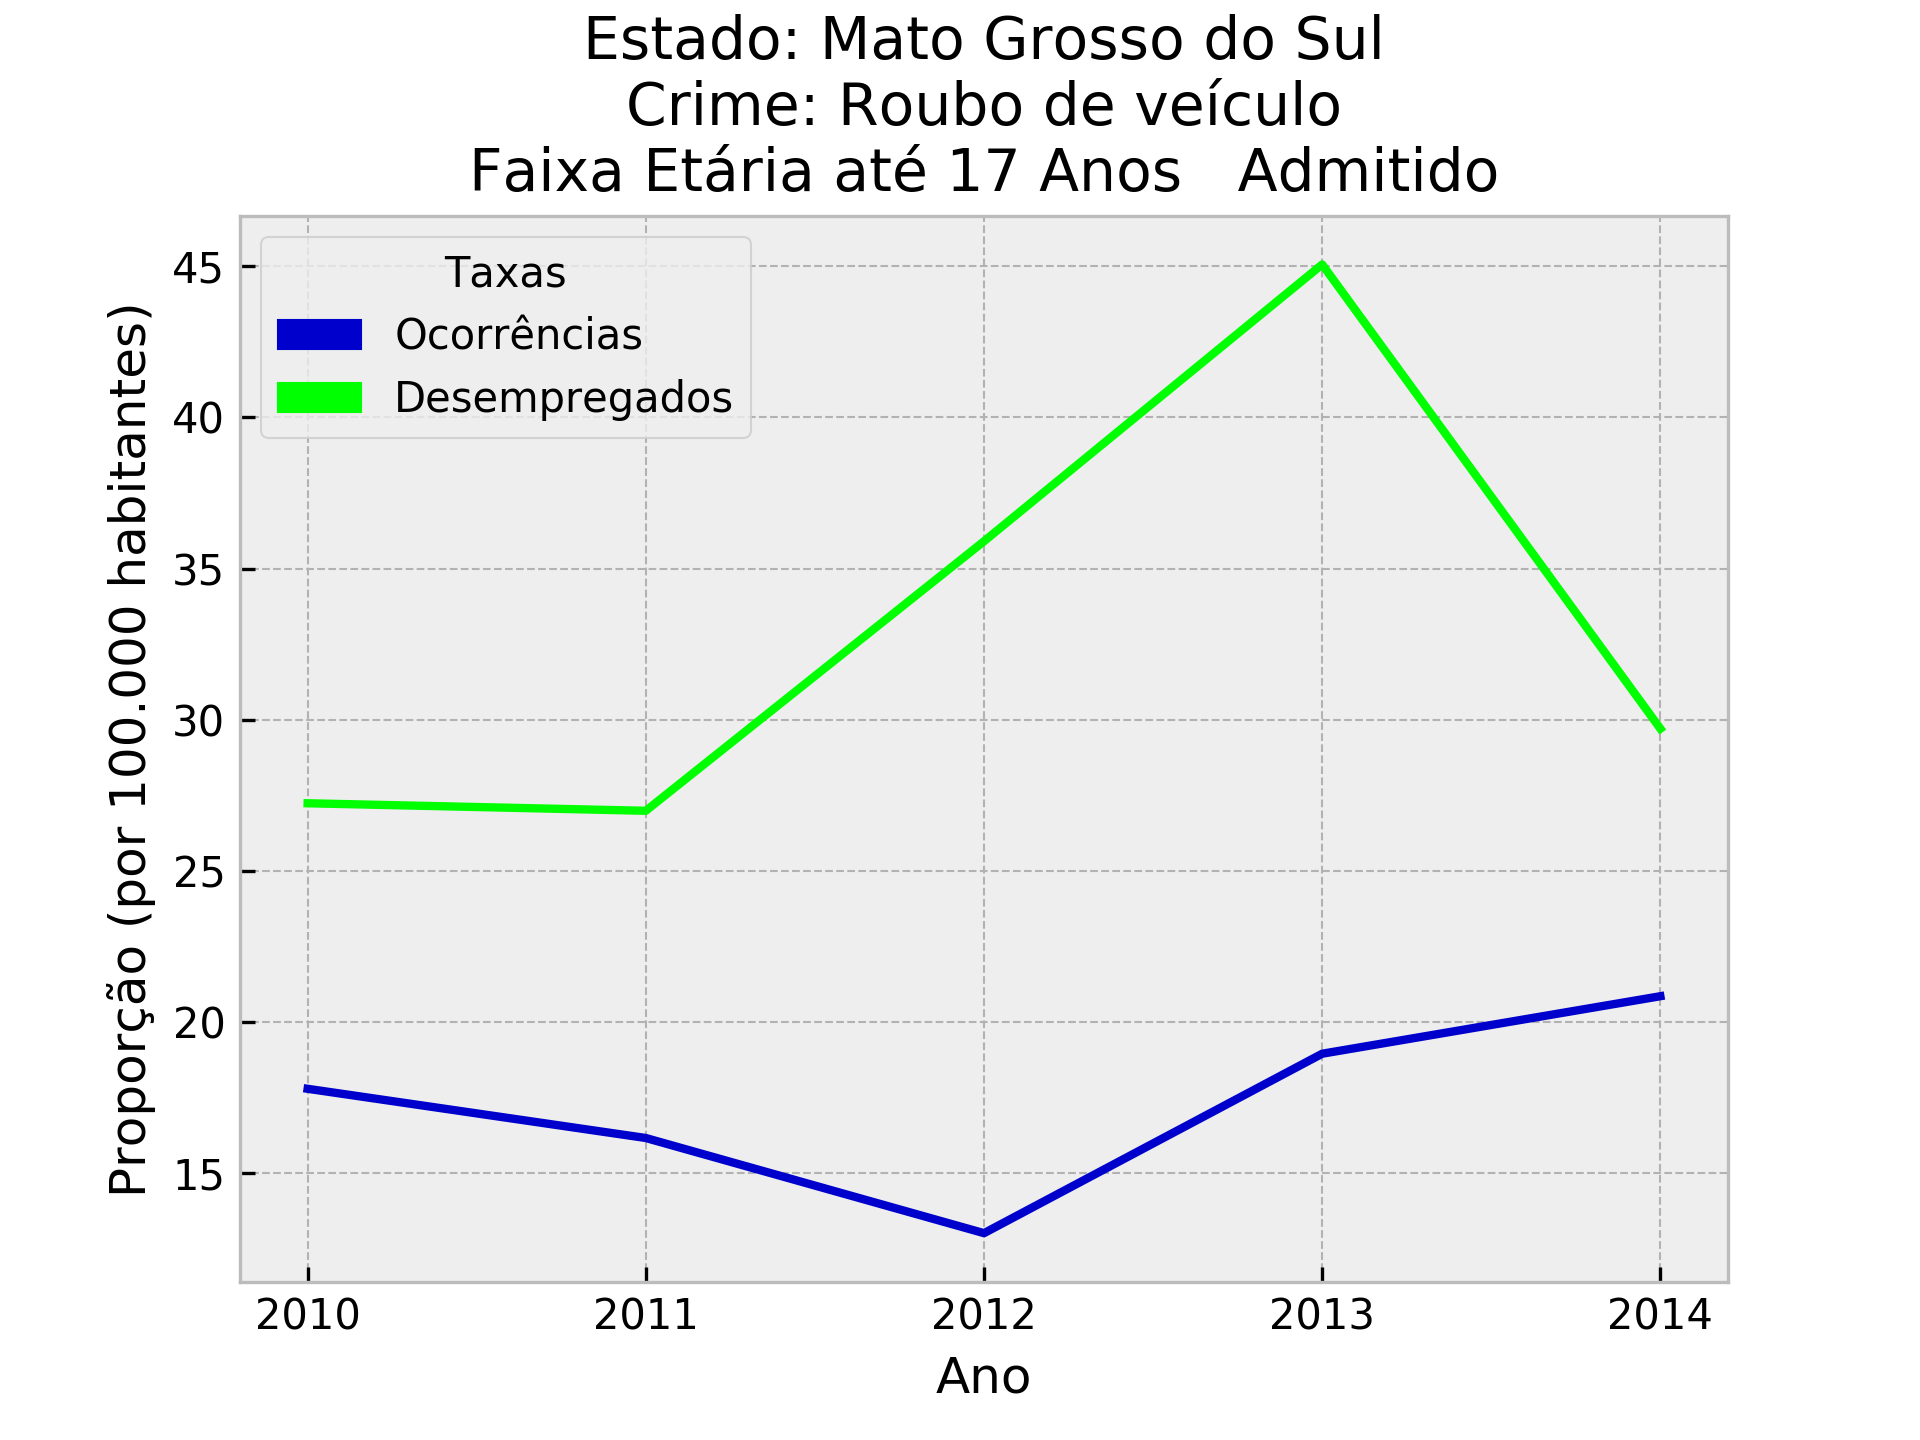 Estado: Mato Grosso do Sul
Crime: Roubo de veículo
Faixa Etária até 17 Anos   Admitido
Taxas
Ocorrências
Desempregados
Proporção (por 100.000 habitantes)
45
40
35
30
25
20
15
2010 2011 2012 2013 2014
Ano